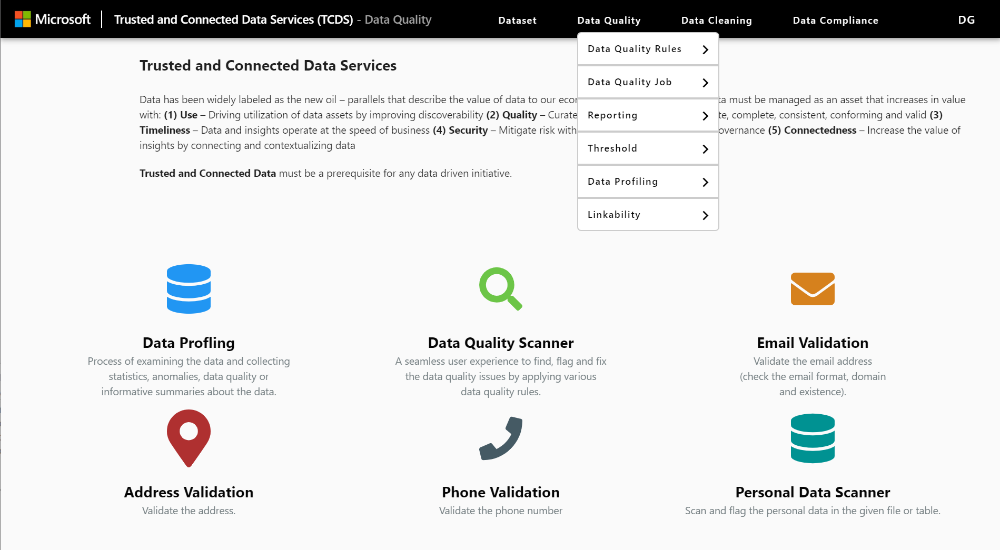 Microsoft Trusted and Connected Data Services (TCDS) - Data Quality Dataset Data Quality Data Cleaning Data Compliance DG
Data Quality Rules
Data Quality Job
Reporting
Threshold
Data Profiling
Linkability
Trusted and Connected Data Services
Data has been widely labeled as the new oil – parallels that describe the value of data to our must be managed as an asset that increases in value
with: (1) Use – Driving utilization of data assets by improving discoverability (2) Quality – Curate complete, consistent, conforming and valid (3)
Timeliness – Data and insights operate at the speed of business (4) Security – Mitigate risk with (5) Connectedness – Increase the value of
insights by connecting and contextualizing data
Trusted and Connected Data must be a prerequisite for any data driven initiative.
Data Profling
Process of examining the data and collecting
statistics, anomalies, data quality or
informative summaries about the data.
Data Quality Scanner
A seamless user experience to find, flag and fix
the data quality issues by applying various
data quality rules.
Email Validation
Validate the email address
(check the email format, domain
and existence).
Address Validation
Validate the address.
Phone Validation
Validate the phone number
Personal Data Scanner
Scan and flag the personal data in the given file or table.